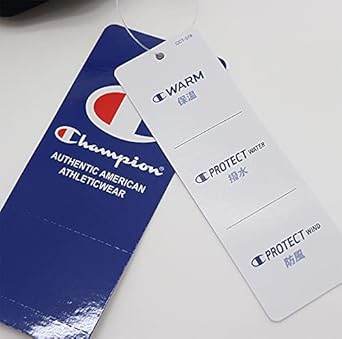 Champion
AUTHENTIC AMERICAN
ATHLETICWEAR
WARM
保温
PROTECT WATER
撥水
PROTECT WIND
防風